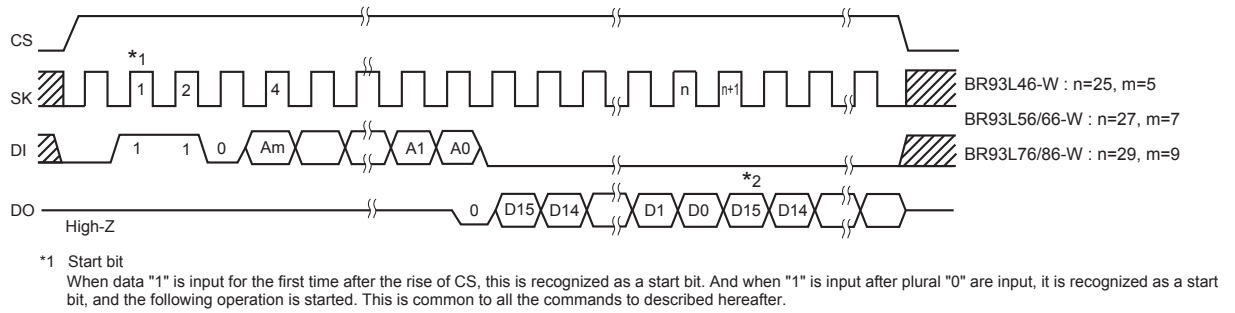 CS
*1
SK 1 2 4 n n+1
BR93L46-W : n=25, m=5
BR93L56/66-W : n=27, m=7
DI 1 1 0 Am A1 A0
BR93L76/86-W : n=29, m=9
*2
DO 0 D15 D14 D1 D0 D15 D14
High-Z
*1 Start bit
When data "1" is input for the first time after the rise of CS, this is recognized as a start bit. And when "1" is input after plural "0" are input, it is recognized as a start
bit, and the following operation is started. This is common to all the commands to described hereafter.